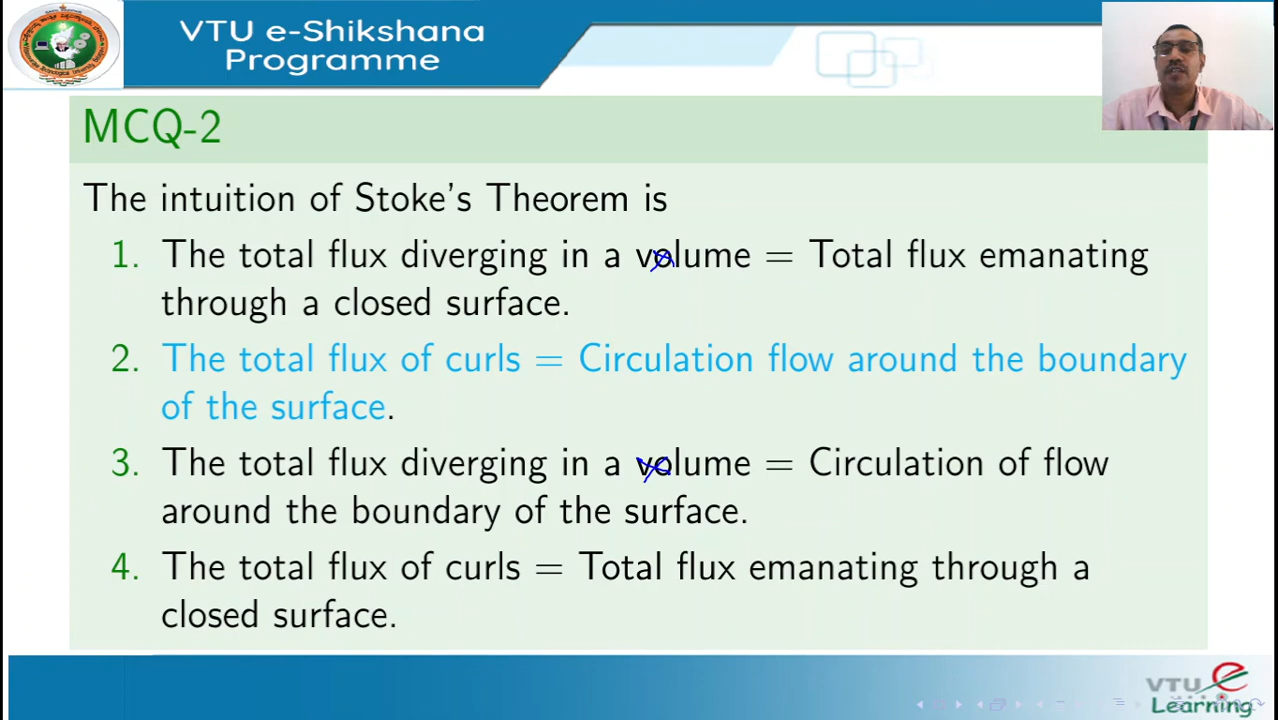 VTU e-Shikshana
Programme
MCQ-2
The intuition of Stoke's Theorem is
1. The total flux diverging in a volume = Total flux emanating
through a closed surface.
2. The total flux of curls = Circulation flow around the boundary
of the surface.
3. The total flux diverging in a volume = Circulation of flow
around the boundary of the surface.
4. The total flux of curls = Total flux emanating through a
closed surface.
VTU e
Learning